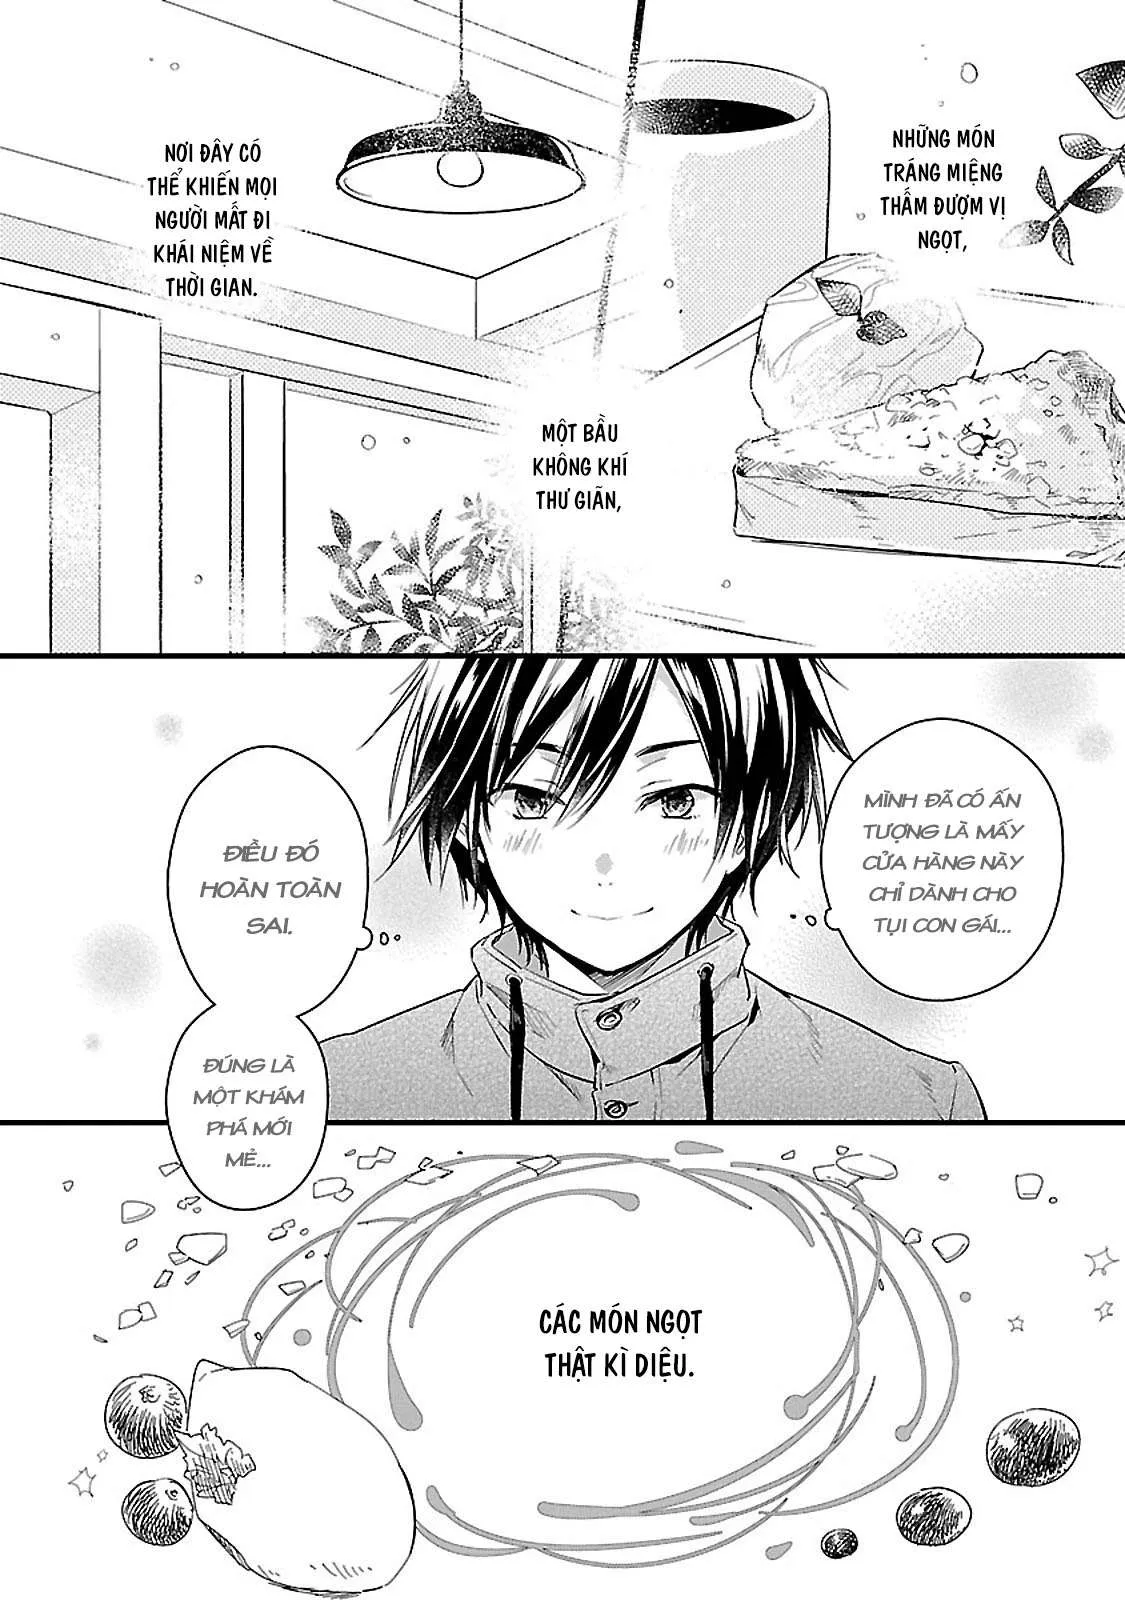 NHỮNG MÓN
TRÁNG MIỆNG
THẤM ĐƯỢM VỊ
NGỌT,
MỘT BẦU
KHÔNG KHÍ
THƯ GIÃN,
NƠI ĐÂY CÓ
THỂ KHIẾN MỌI
NGƯỜI MẤT ĐI
KHÁI NIỆM VỀ
THỜI GIAN.
MÌNH ĐÃ CÓ ẤN
TƯỢNG LÀ MẤY
CỬA HÀNG NÀY
CHỈ DÀNH CHO
TỤI CON GÁI...
ĐIỀU ĐÓ
HOÀN TOÀN
SAI.
ĐÚNG LÀ
MỘT KHÁM
PHÁ MỚI
MẺ...
CÁC MÓN NGỌT
THẬT KÌ DIỆU.